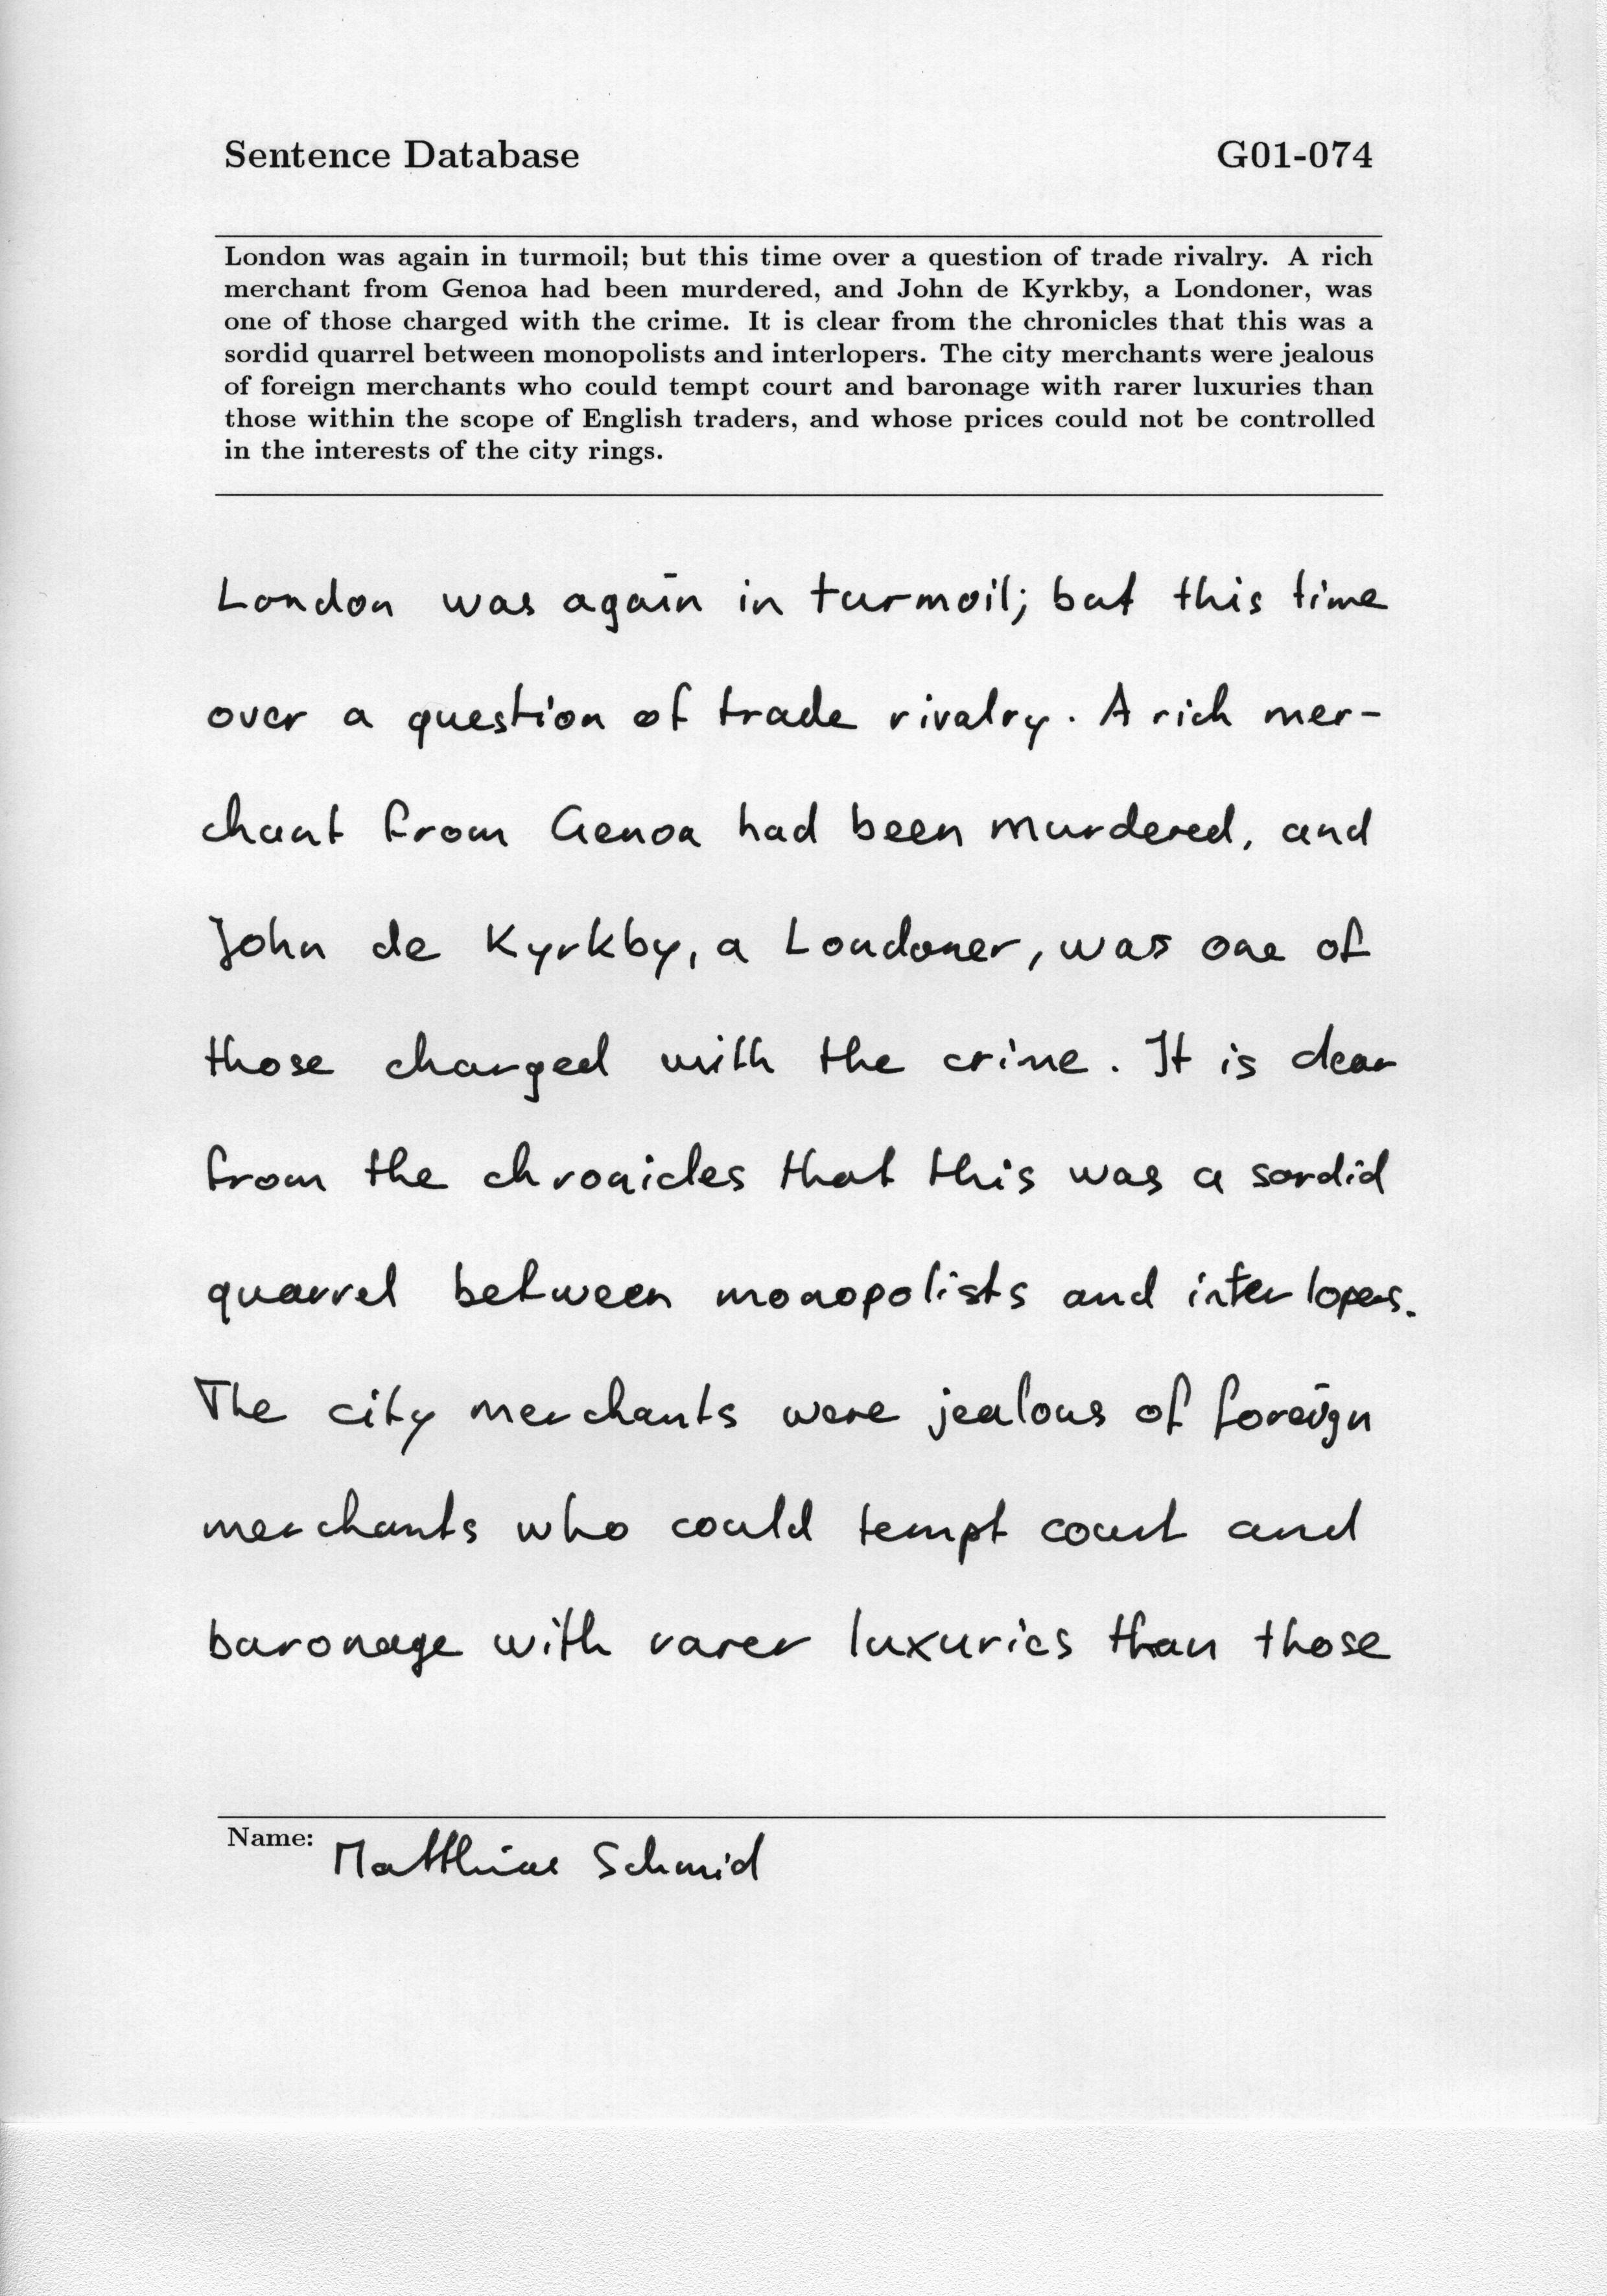 Sentence Database G01-074
London was again in turmoil; but this time over a question of trade rivalry. A rich
merchant from Genoa had been murdered, and John de Kyrkby, a Londoner, was
one of those charged with the crime. It is clear from the chronicles that this was a
sordid quarrel between monopolists and interlopers. The city merchants were jealous
of foreign merchants who could tempt court and baronage with rarer luxuries than
those within the scope of English traders, and whose prices could not be controlled
in the interests of the city rings.
London was again in turmoil; but this time
over a question of trade rivalry. A rich mer-
chant from Genoa had been murdered, and
John de Kyrkby, a Londoner, was one of
those charged with the crime. It is clear
from the chronicles that this was a sordid
quarrel between monopolists and interlopers.
The city merchants were jealous of foreign
merchants who could tempt court and
baronage with rarer luxuries than those
Name: Matthias Schmid